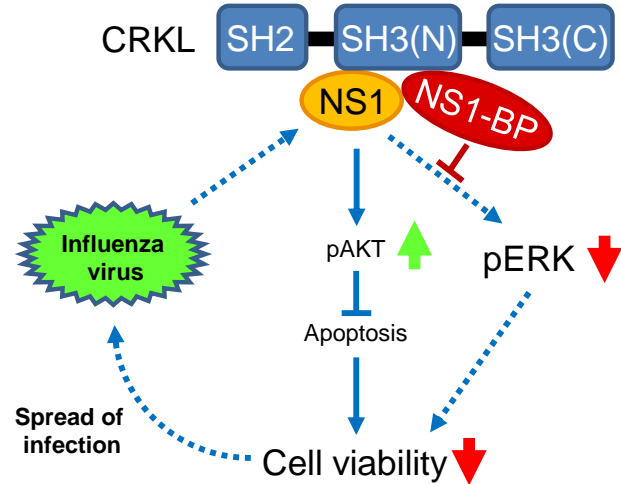 CRKL SH2 SH3(N) SH3(C)
NS1
NS1-BP
Influenza
virus
pAKT
pERK
Apoptosis
Spread of
infection
Cell viability